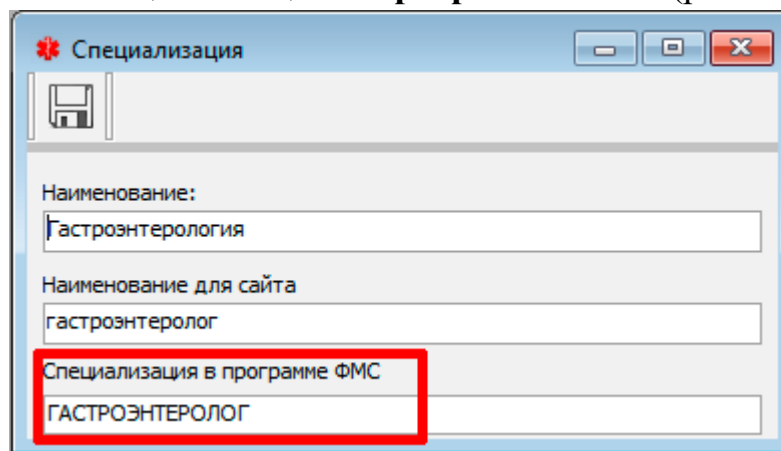 Специализация
Наименование:
Гастроэнтерология
Наименование для сайта
гастроэнтеролог
Специализация в программе ФМС
ГАСТРОЭНТЕРОЛОГ